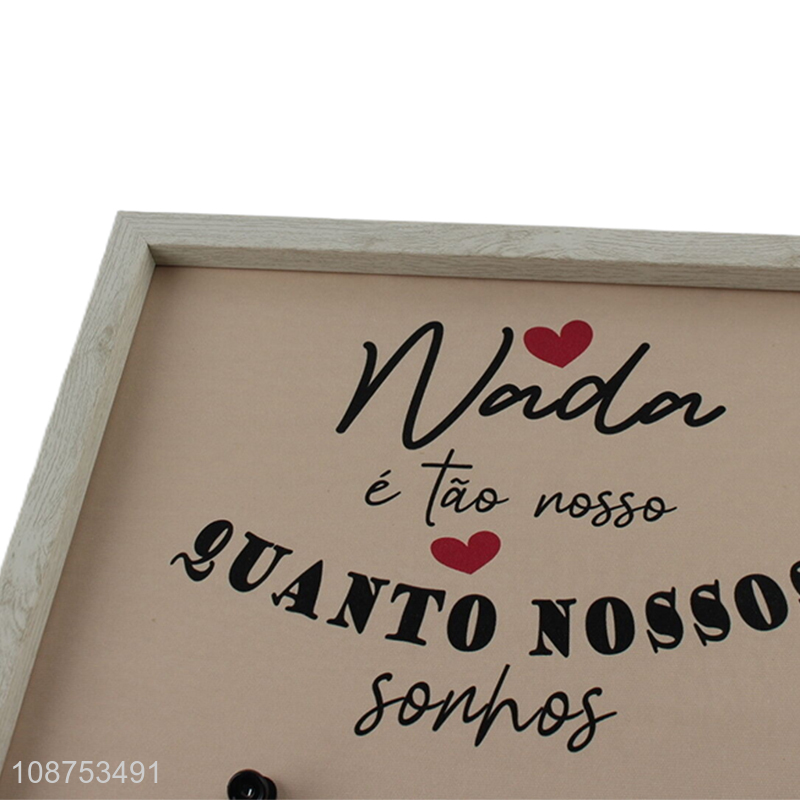 Nada
é tão nosso
QUANTO NOSSOS
sonhos
108753491